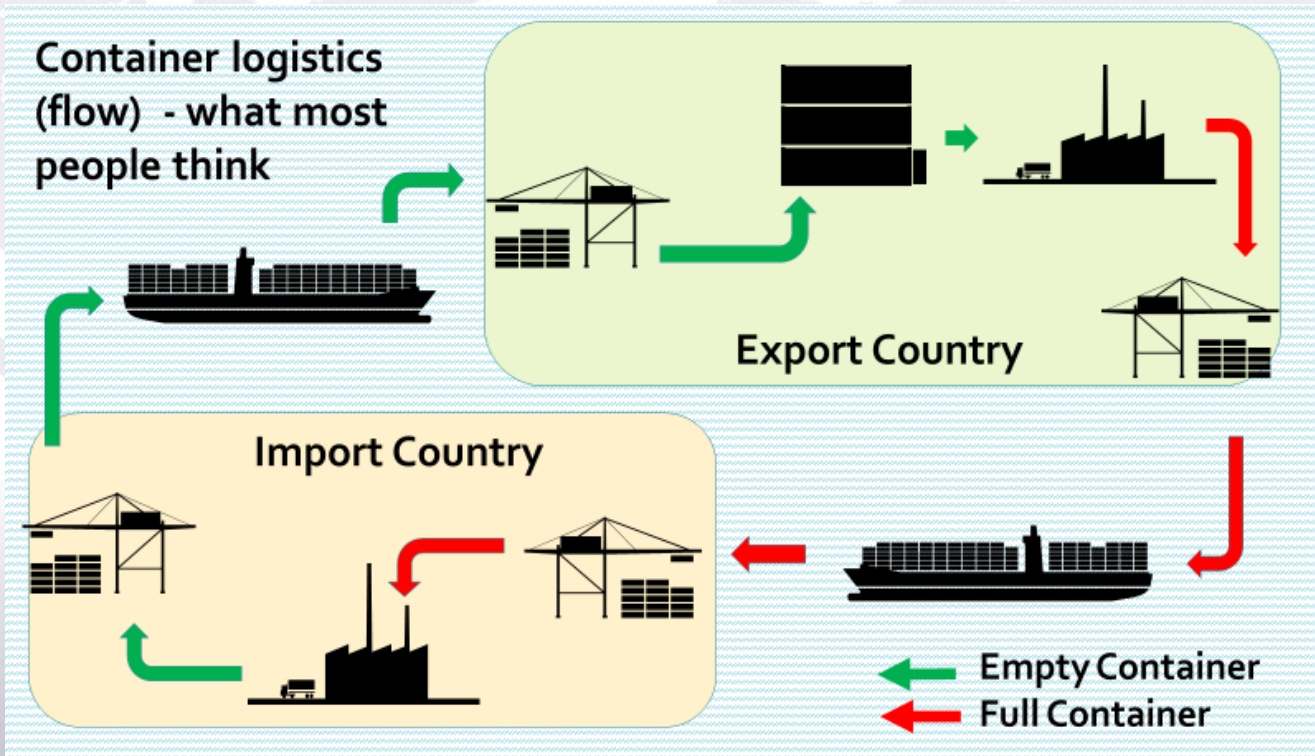 Container logistics
(flow) - what most
people think
Export Country
Import Country
Empty Container
Full Container